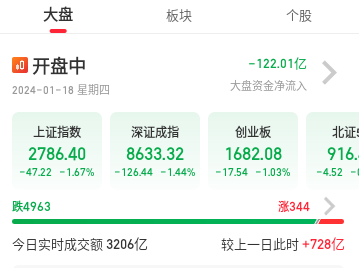 大盘 板块 个股
开盘中 -122.01亿
2024-01-18 星期四 大盘资金净流入
上证指数 深证成指 创业板 北证
2786.40 8633.32 1682.08 916.
-47.22 -1.67% -126.44 -1.44% -17.54 -1.03% -4.52
跌4963 涨344
今日实时成交额 3206亿 较上一日此时 +728亿